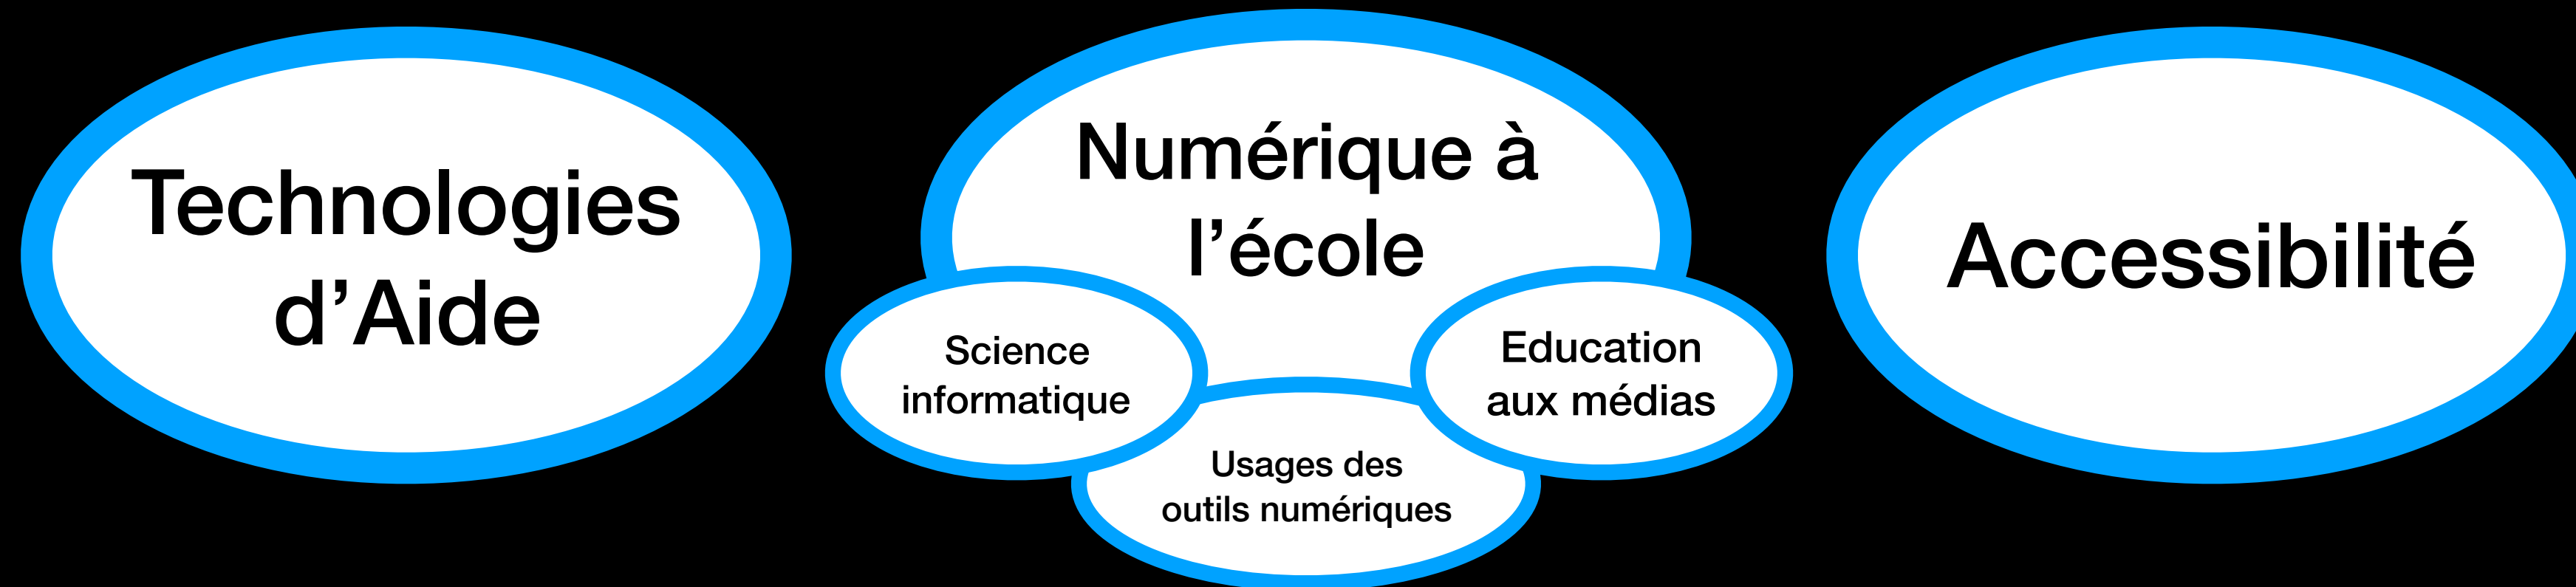 Technologies
d’Aide
Numérique à
l’école
Science
informatique
Usages des
outils numériques
Education
aux médias
Accessibilité